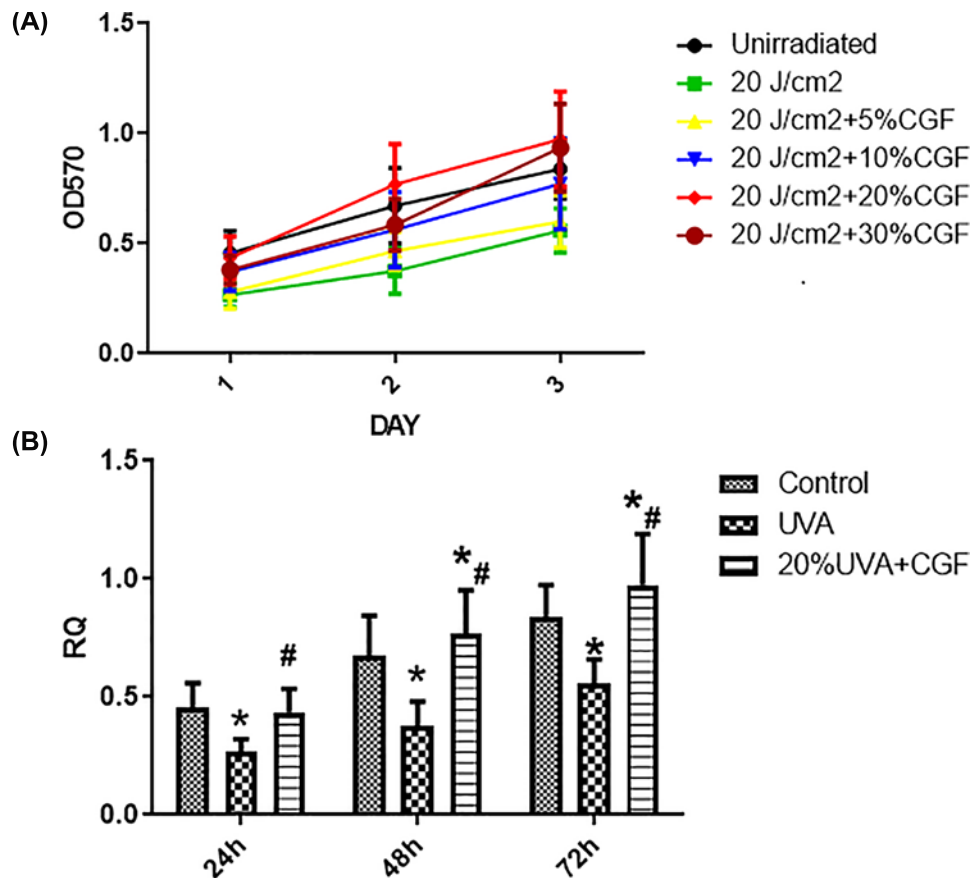 (A)
1.5
1.0
0.5
0.0
OD570
1
2
3
DAY
Unirradiated
20 J/cm2
20 J/cm2+5%CGF
20 J/cm2+10%CGF
20 J/cm2+20%CGF
20 J/cm2+30%CGF
(B)
1.5
1.0
0.5
0.0
RQ
*
#
*
*#
*
*#
24h
48h
72h
Control
UVA
20%UVA+CGF